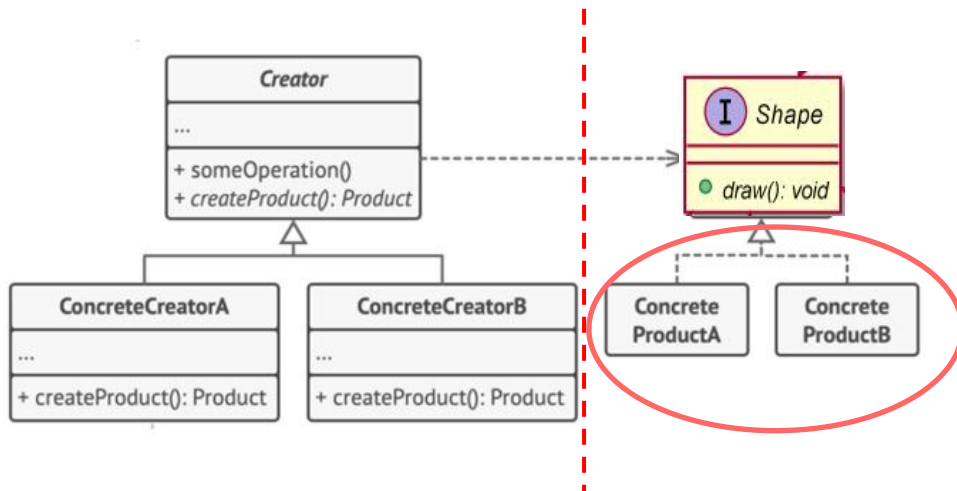 Creator
...
+ someOperation()
+ createProduct(): Product
I Shape
draw(): void
ConcreteCreatorA
...
+ createProduct(): Product
ConcreteCreatorB
...
+ createProduct(): Product
Concrete
ProductA
Concrete
ProductB